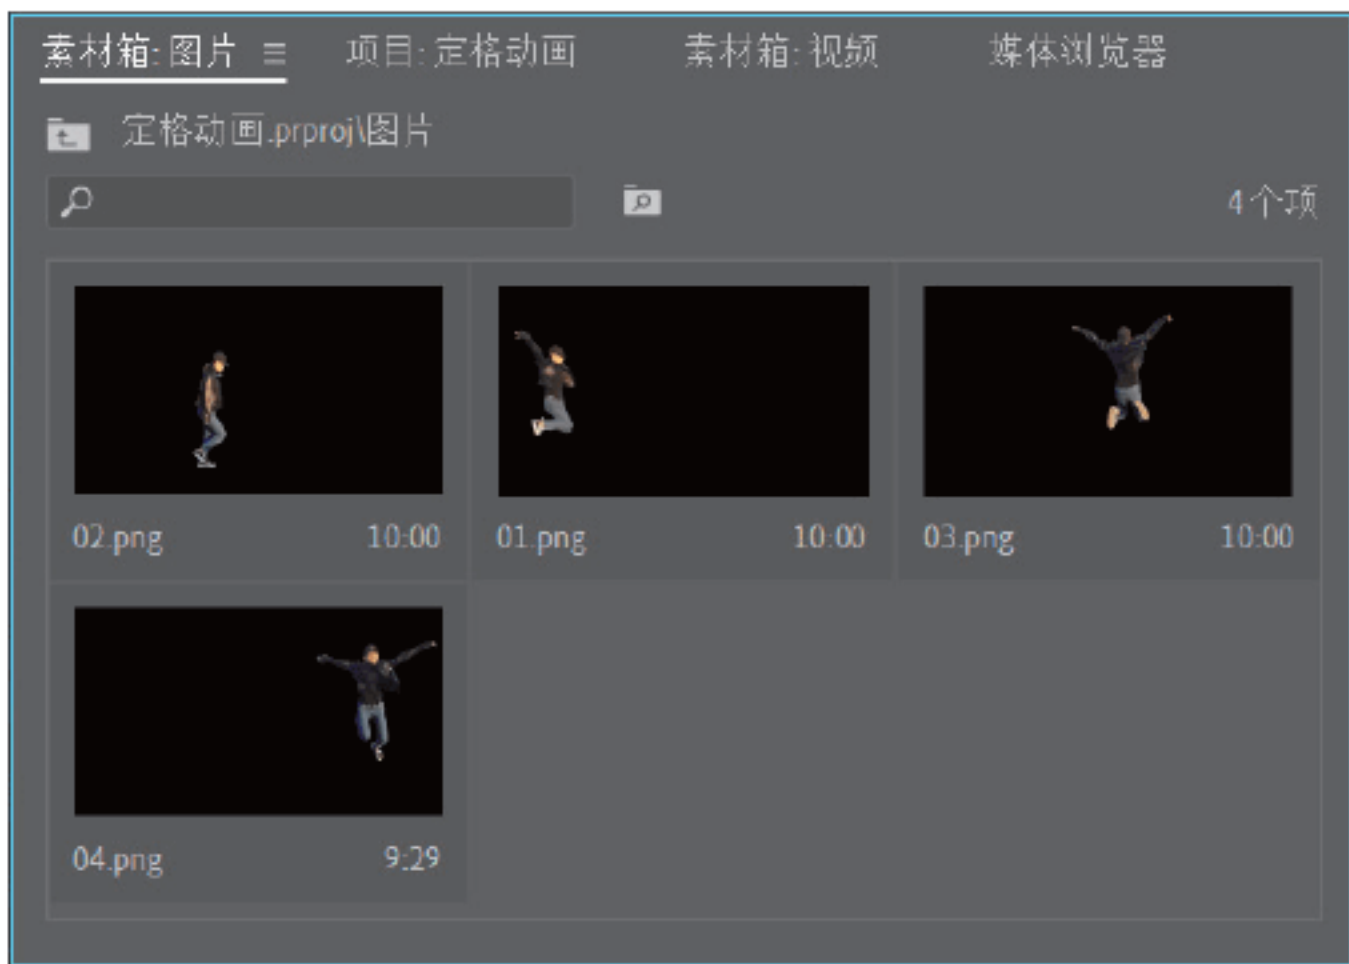 素材箱: 图片 项目: 定格动画 素材箱: 视频 媒体浏览器
定格动画.prproj\图片
4 个项
02.png 10:00 01.png 10:00 03.png 10:00
04.png 9:29